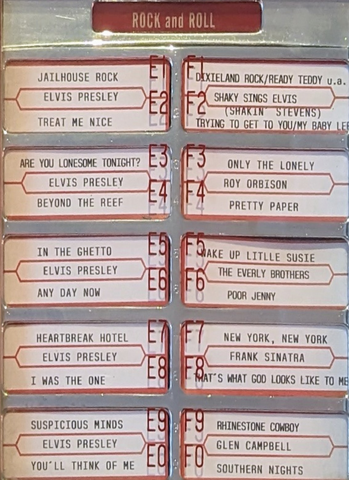 ROCK and ROLL
E1
JAILHOUSE ROCK
ELVIS PRESLEY
E2
TREAT ME NICE
F1
DIXIELAND ROCK/READY TEDDY u.a.
F2
SHAKY SINGS ELVIS
(SHAKIN STEVENS)
TRYING TO GET TO YOU/MY BABY LEF
E3
ARE YOU LONESOME TONIGHT?
ELVIS PRESLEY
E4
BEYOND THE REEF
F3
ONLY THE LONELY
ROY ORBISON
F4
PRETTY PAPER
E5
IN THE GHETTO
ELVIS PRESLEY
E6
ANY DAY NOW
F5
WAKE UP LITLLE SUSIE
THE EVERLY BROTHERS
F6
POOR JENNY
E7
HEARTBREAK HOTEL
ELVIS PRESLEY
E8
I WAS THE ONE
F7
NEW YORK, NEW YORK
FRANK SINATRA
F8
THAT'S WHAT GOD LOOKS LIKE TO ME
E9
SUSPICIOUS MINDS
ELVIS PRESLEY
E0
YOU'LL THINK OF ME
F9
RHINESTONE COWBOY
GLEN CAMPBELL
F0
SOUTHERN NIGHTS